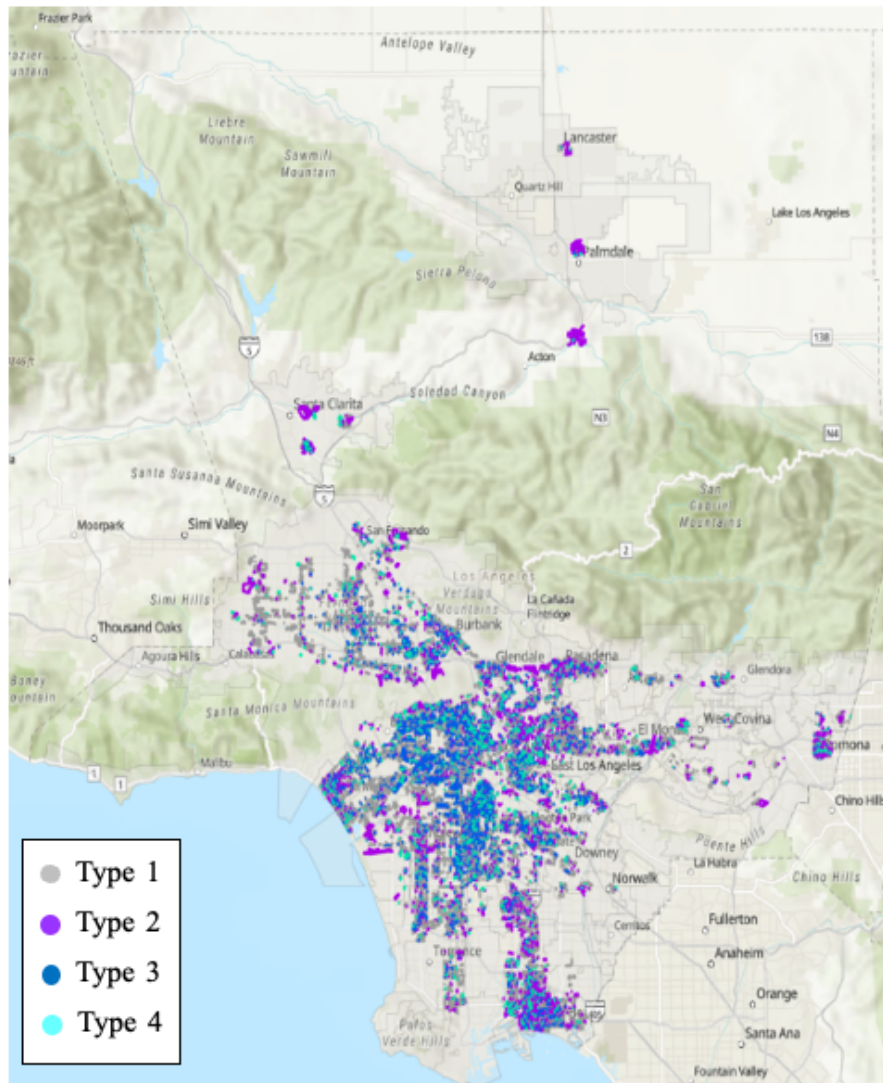 Frazier Park
Antelope Valley
Liebre
Mountain
Sawmill
Mountain
Lancaster
Quartz Hill
Lake Los Angeles
Palmdale
Sierra Pelona
138
5
Acton
Soledad Canyon
N3
N4
Santa Clarita
Santa Susanna Mountains
5
San
Gabriel
Mountains
Moorpark
Simi Valley
San Fernando
2
Los Angeles
Verdugo
Mountains
La Cañada
Flintridge
Simi Hills
Burbank
Thousand Oaks
Agoura Hills
Glendale
Pasadena
Glendora
Boney
Mountain
Santa Monica Mountains
West Covina
El Monte
Malibu
East Los Angeles
1
1
Chino Hills
Puente Hills
Park
Downey
La Habra
Chino Hills
Norwalk
Type 1
Type 2
Type 3
Type 4
Cerritos
Fullerton
Anaheim
Torrance
Orange
Palos
Verde Hills
Santa Ana
Fountain Valley